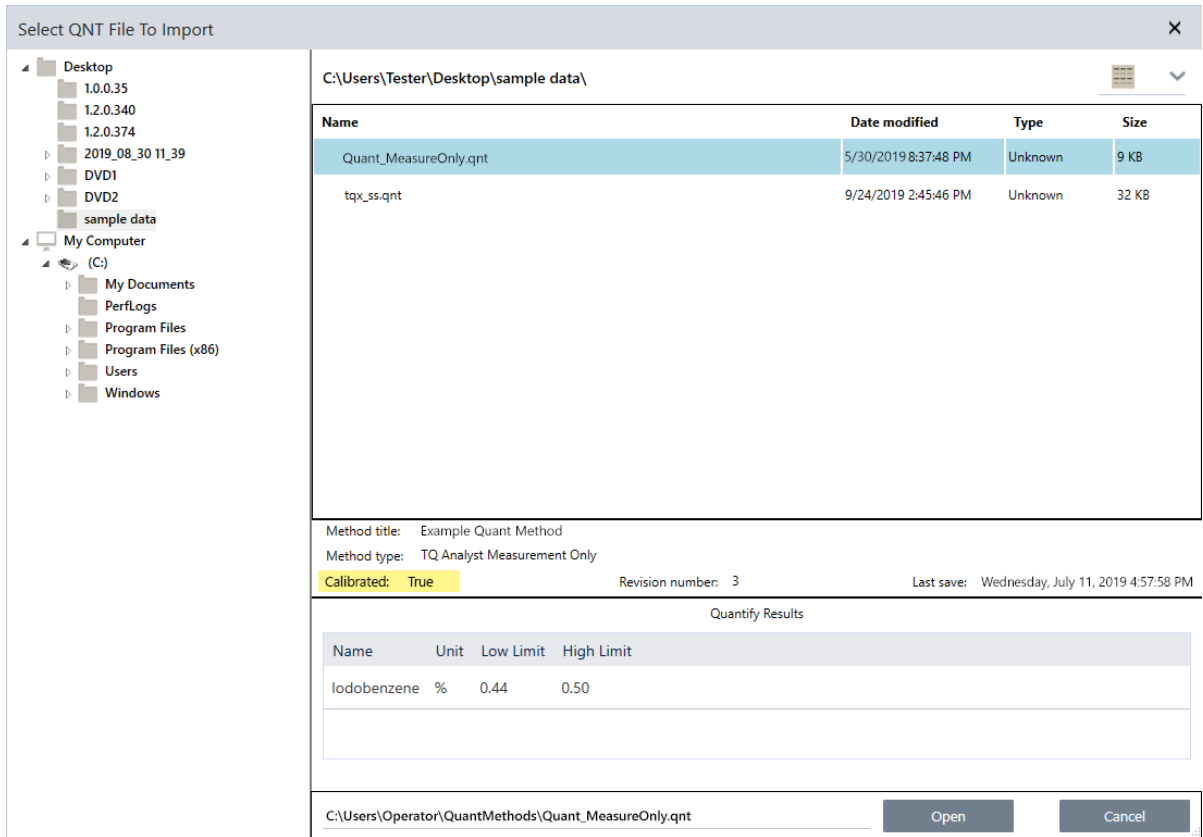 Select QNT File To Import
Desktop
1.0.0.35
1.2.0.340
1.2.0.374
2019_08_30 11_39
DVD1
DVD2
sample data
My Computer
(C:)
My Documents
PerfLogs
Program Files
Program Files (x86)
Users
Windows
C:\Users\Tester\Desktop\sample data\
Name Date modified Type Size
Quant_MeasureOnly.qnt 5/30/2019 8:37:48 PM Unknown 9 KB
tqx_ss.qnt 9/24/2019 2:45:46 PM Unknown 32 KB
Method title: Example Quant Method
Method type: TQ Analyst Measurement Only
Calibrated: True Revision number: 3 Last save: Wednesday, July 11, 2019 4:57:58 PM
Quantify Results
Name Unit Low Limit High Limit
Iodobenzene % 0.44 0.50
C:\Users\Operator\QuantMethods\Quant_MeasureOnly.qnt Open Cancel